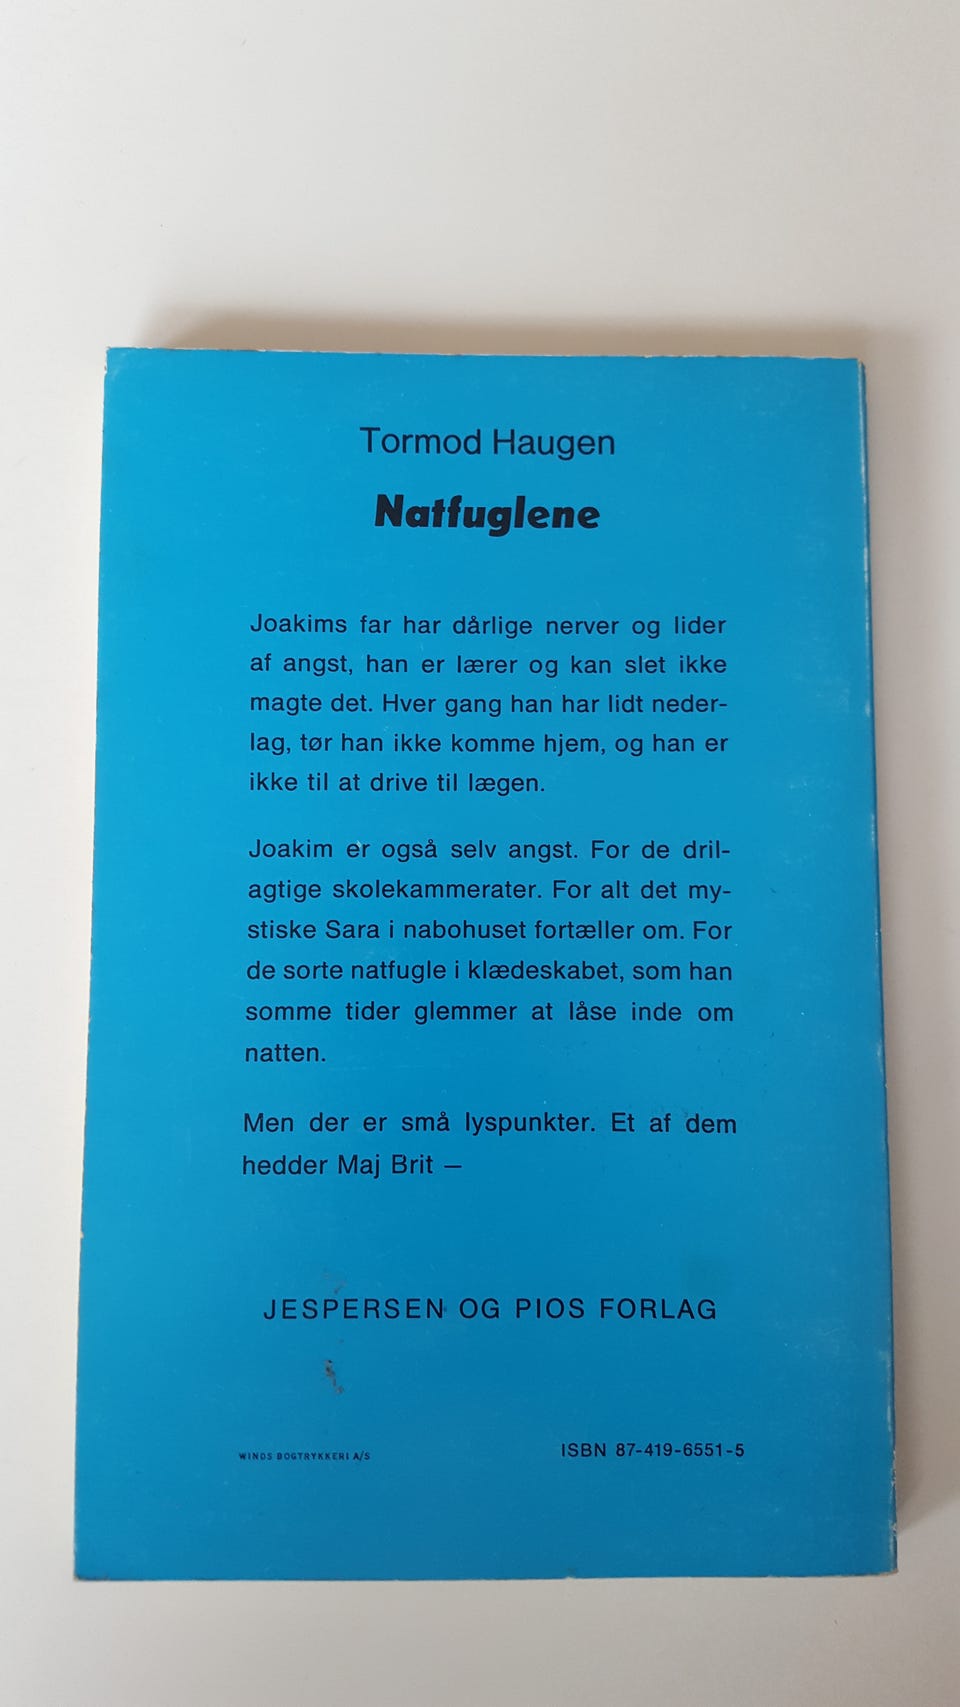 Tormod Haugen
Natfuglene
Joakims far har dårlige nerver og lider
af angst, han er lærer og kan slet ikke
magte det. Hver gang han har lidt neder-
lag, tør han ikke komme hjem, og han er
ikke til at drive til lægen.
Joakim er også selv angst. For de dril-
agtige skolekammerater. For alt det my-
stiske Sara i nabohuset fortæller om. For
de sorte natfugle i klædeskabet, som han
somme tider glemmer at låse inde om
natten.
Men der er små lyspunkter. Et af dem
hedder Maj Brit —
JESPERSEN OG PIOS FORLAG
WINDS BOGTRYKKERI A/S
ISBN 87-419-6551-5